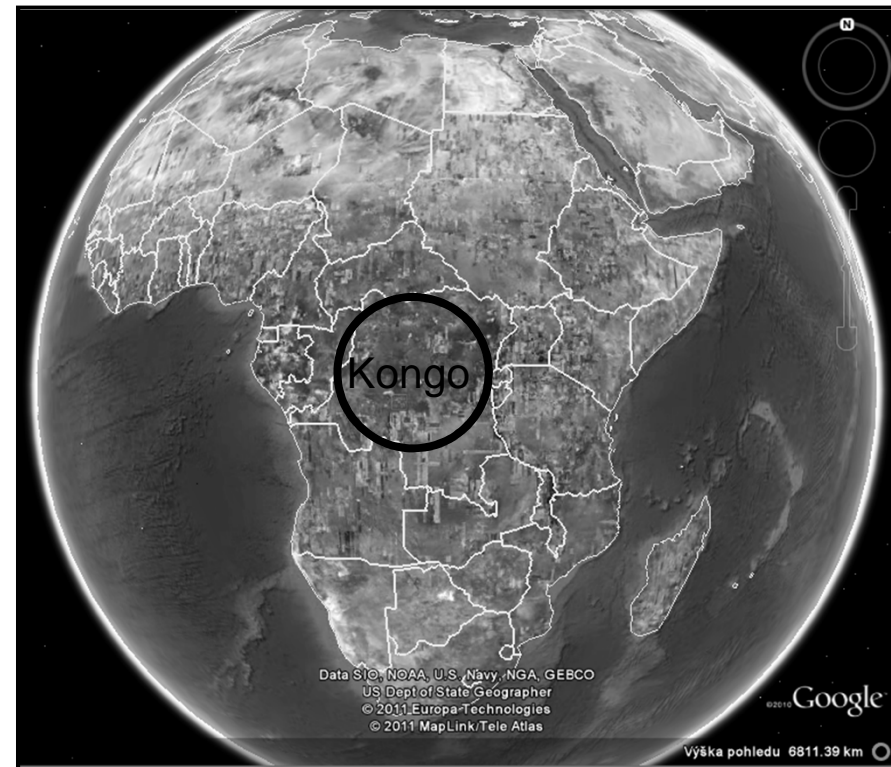 N
Kongo
Data SIO, NOAA, U.S. Navy, NGA, GEBCO
US Dept of State Geographer
© 2011 Europa Technologies
© 2011 MapLink/Tele Atlas
©2010 Google
Výška pohledu 6811.39 km